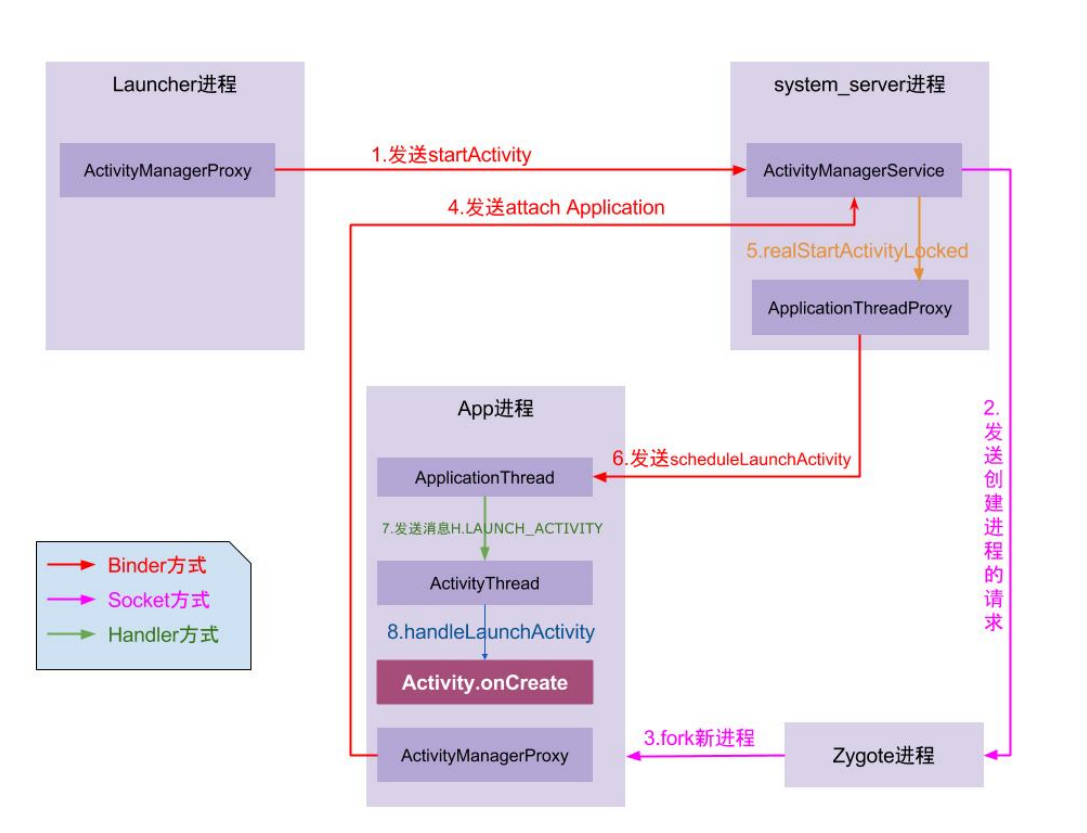 Launcher进程
system_server进程
ActivityManagerProxy
1.发送startActivity
ActivityManagerService
4.发送attach Application
5.realStartActivityLocked
ApplicationThreadProxy
App进程
2.发送创建进程的请求
6.发送scheduleLaunchActivity
ApplicationThread
7.发送消息H.LAUNCH_ACTIVITY
Binder方式
Socket方式
Handler方式
ActivityThread
8.handleLaunchActivity
Activity.onCreate
ActivityManagerProxy
3.fork新进程
Zygote进程